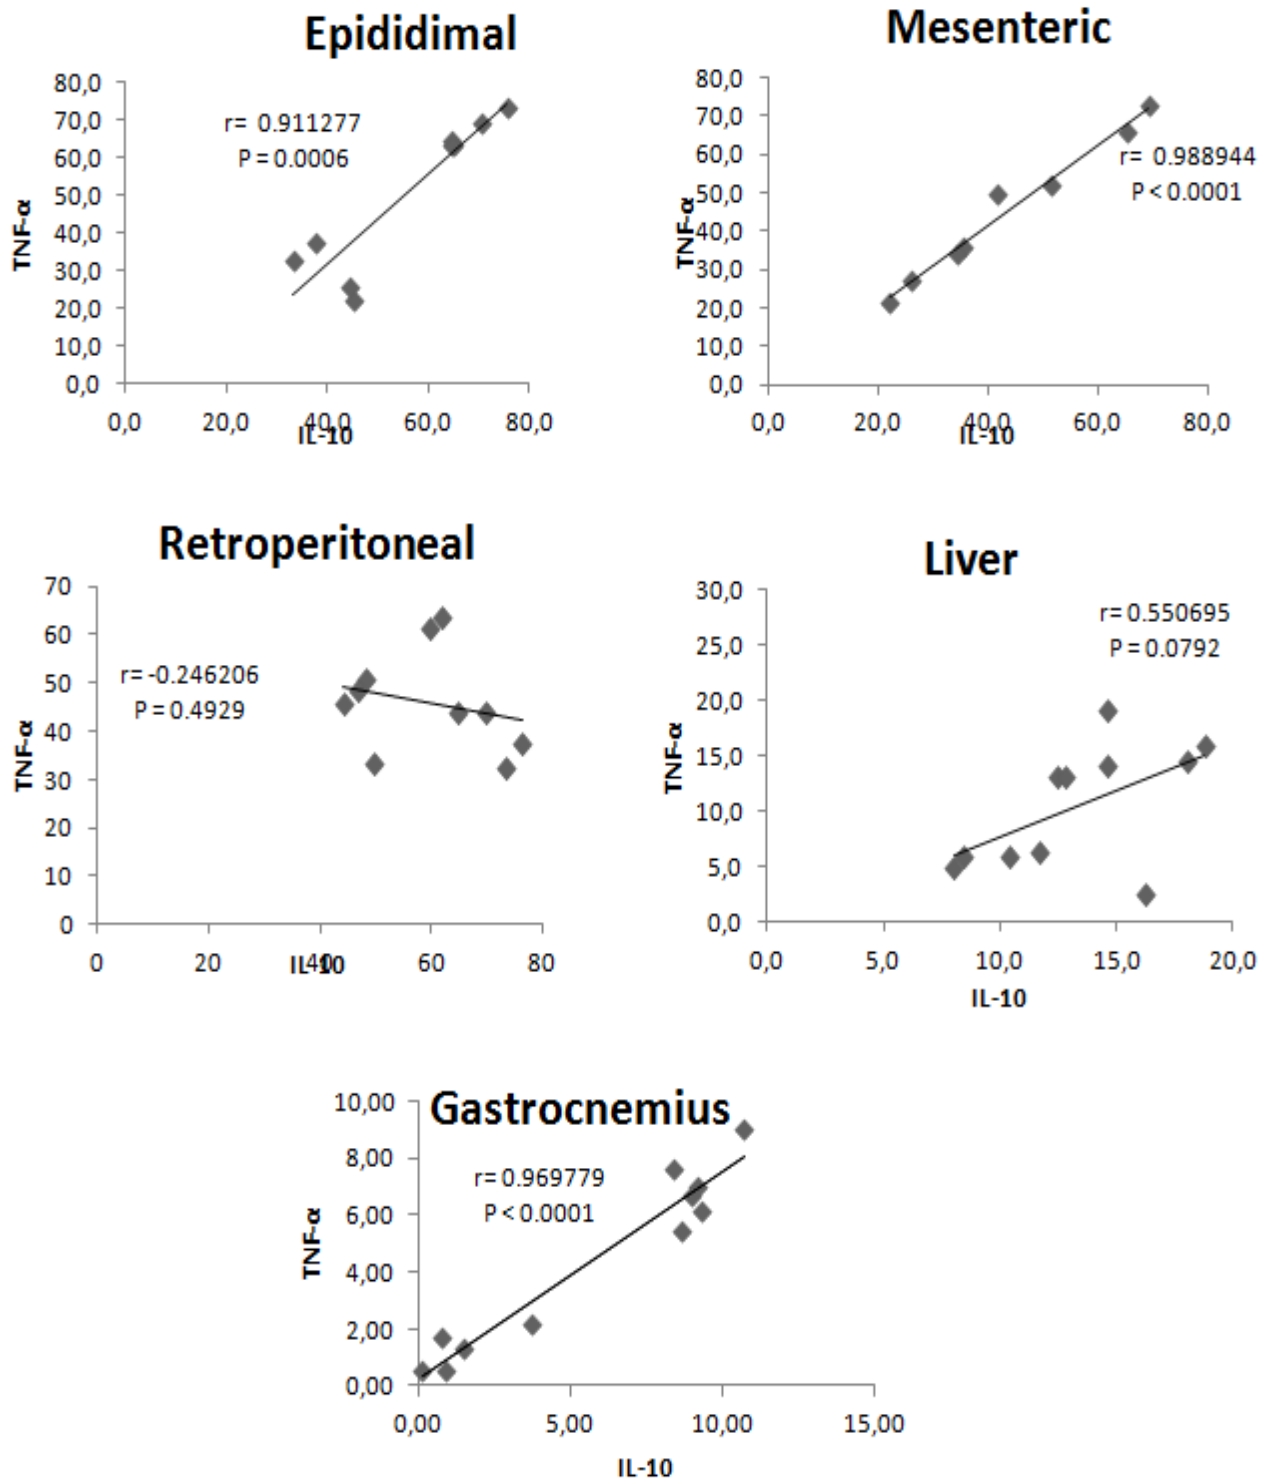 Epididimal
80,0
70,0
60,0
50,0
40,0
30,0
20,0
10,0
0,0
TNF-α
r= 0.911277
P = 0.0006
0,0 20,0 40,0 60,0 80,0
IL-10
Mesenteric
80,0
70,0
60,0
50,0
40,0
30,0
20,0
10,0
0,0
TNF-α
r= 0.988944
P < 0.0001
0,0 20,0 40,0 60,0 80,0
IL-10
Retroperitoneal
70
60
50
40
30
20
10
0
TNF-α
r= -0.246206
P = 0.4929
0 20 40 60 80
IL-10
Liver
30,0
25,0
20,0
15,0
10,0
5,0
0,0
TNF-α
r= 0.550695
P = 0.0792
0,0 5,0 10,0 15,0 20,0
IL-10
Gastrocnemius
10,00
8,00
6,00
4,00
2,00
0,00
TNF-α
r= 0.969779
P < 0.0001
0,00 5,00 10,00 15,00
IL-10